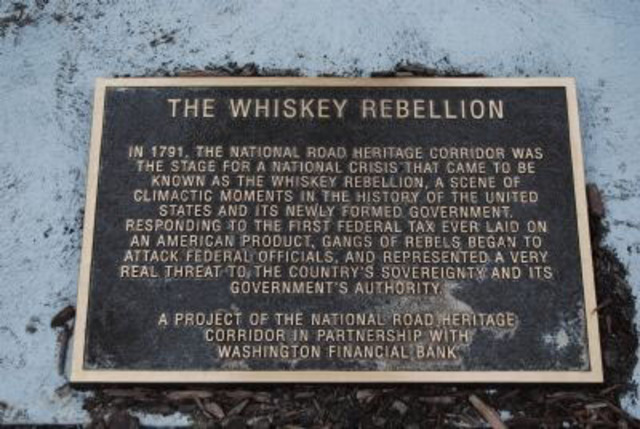 THE WHISKEY REBELLION
IN 1791, THE NATIONAL ROAD HERITAGE CORRIDOR WAS
THE STAGE FOR A NATIONAL CRISIS THAT CAME TO BE
KNOWN AS THE WHISKEY REBELLION, A SCENE OF
CLIMACTIC MOMENTS IN THE HISTORY OF THE UNITED
STATES AND ITS NEWLY FORMED GOVERNMENT.
RESPONDING TO THE FIRST FEDERAL TAX EVER LAID ON
AN AMERICAN PRODUCT, GANGS OF REBELS BEGAN TO
ATTACK FEDERAL OFFICIALS, AND REPRESENTED A VERY
REAL THREAT TO THE COUNTRY'S SOVEREIGNTY AND ITS
GOVERNMENT'S AUTHORITY.
A PROJECT OF THE NATIONAL ROAD HERITAGE
CORRIDOR IN PARTNERSHIP WITH
WASHINGTON FINANCIAL BANK